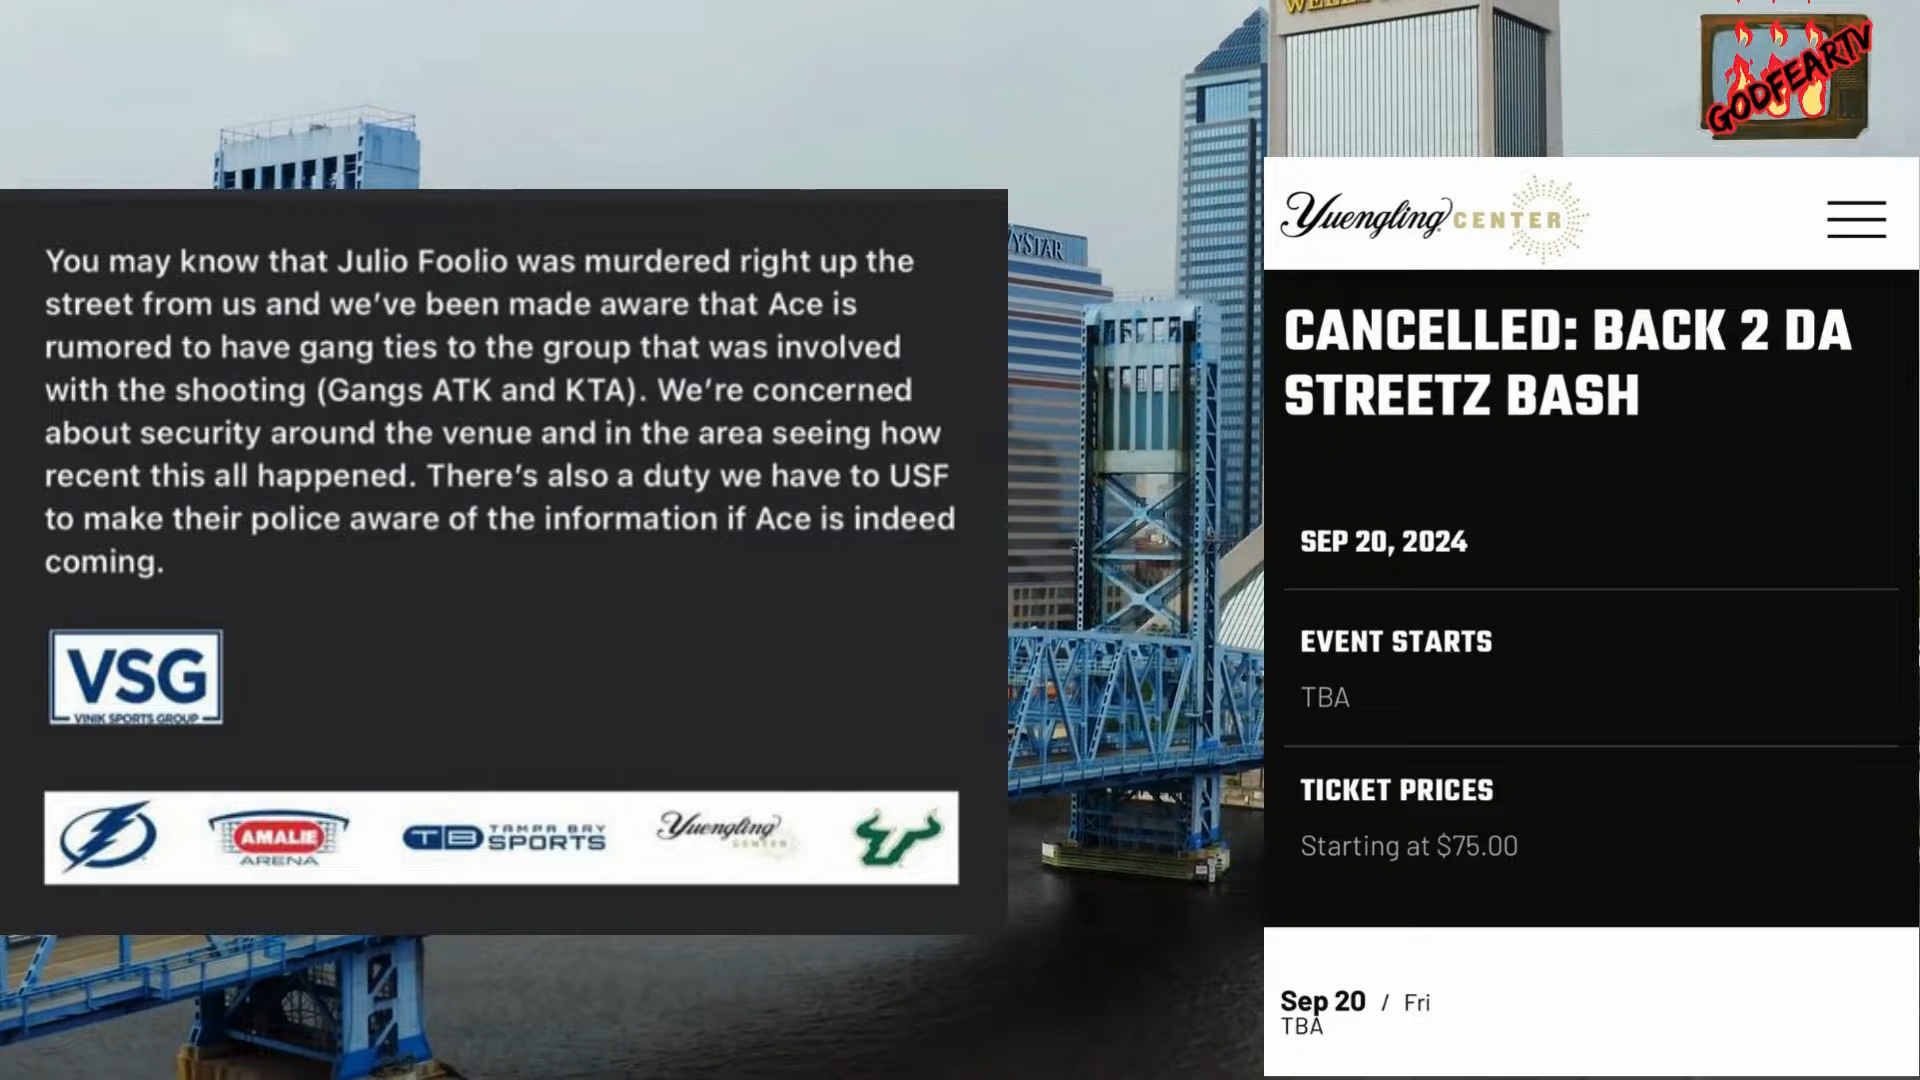 WELLS
GODFEARTV
VYSTAR
You may know that Julio Foolio was murdered right up the
street from us and we've been made aware that Ace is
rumored to have gang ties to the group that was involved
with the shooting (Gangs ATK and KTA). We're concerned
about security around the venue and in the area seeing how
recent this all happened. There's also a duty we have to USF
to make their police aware of the information if Ace is indeed
coming.
VSG
VINIK SPORTS GROUP
AMALIE
ARENA
TB TAMPA BAY
SPORTS
Yuengling
CENTER
Yuengling CENTER
CANCELLED: BACK 2 DA
STREETZ BASH
SEP 20, 2024
EVENT STARTS
TBA
TICKET PRICES
Starting at $75.00
Sep 20 / Fri
TBA